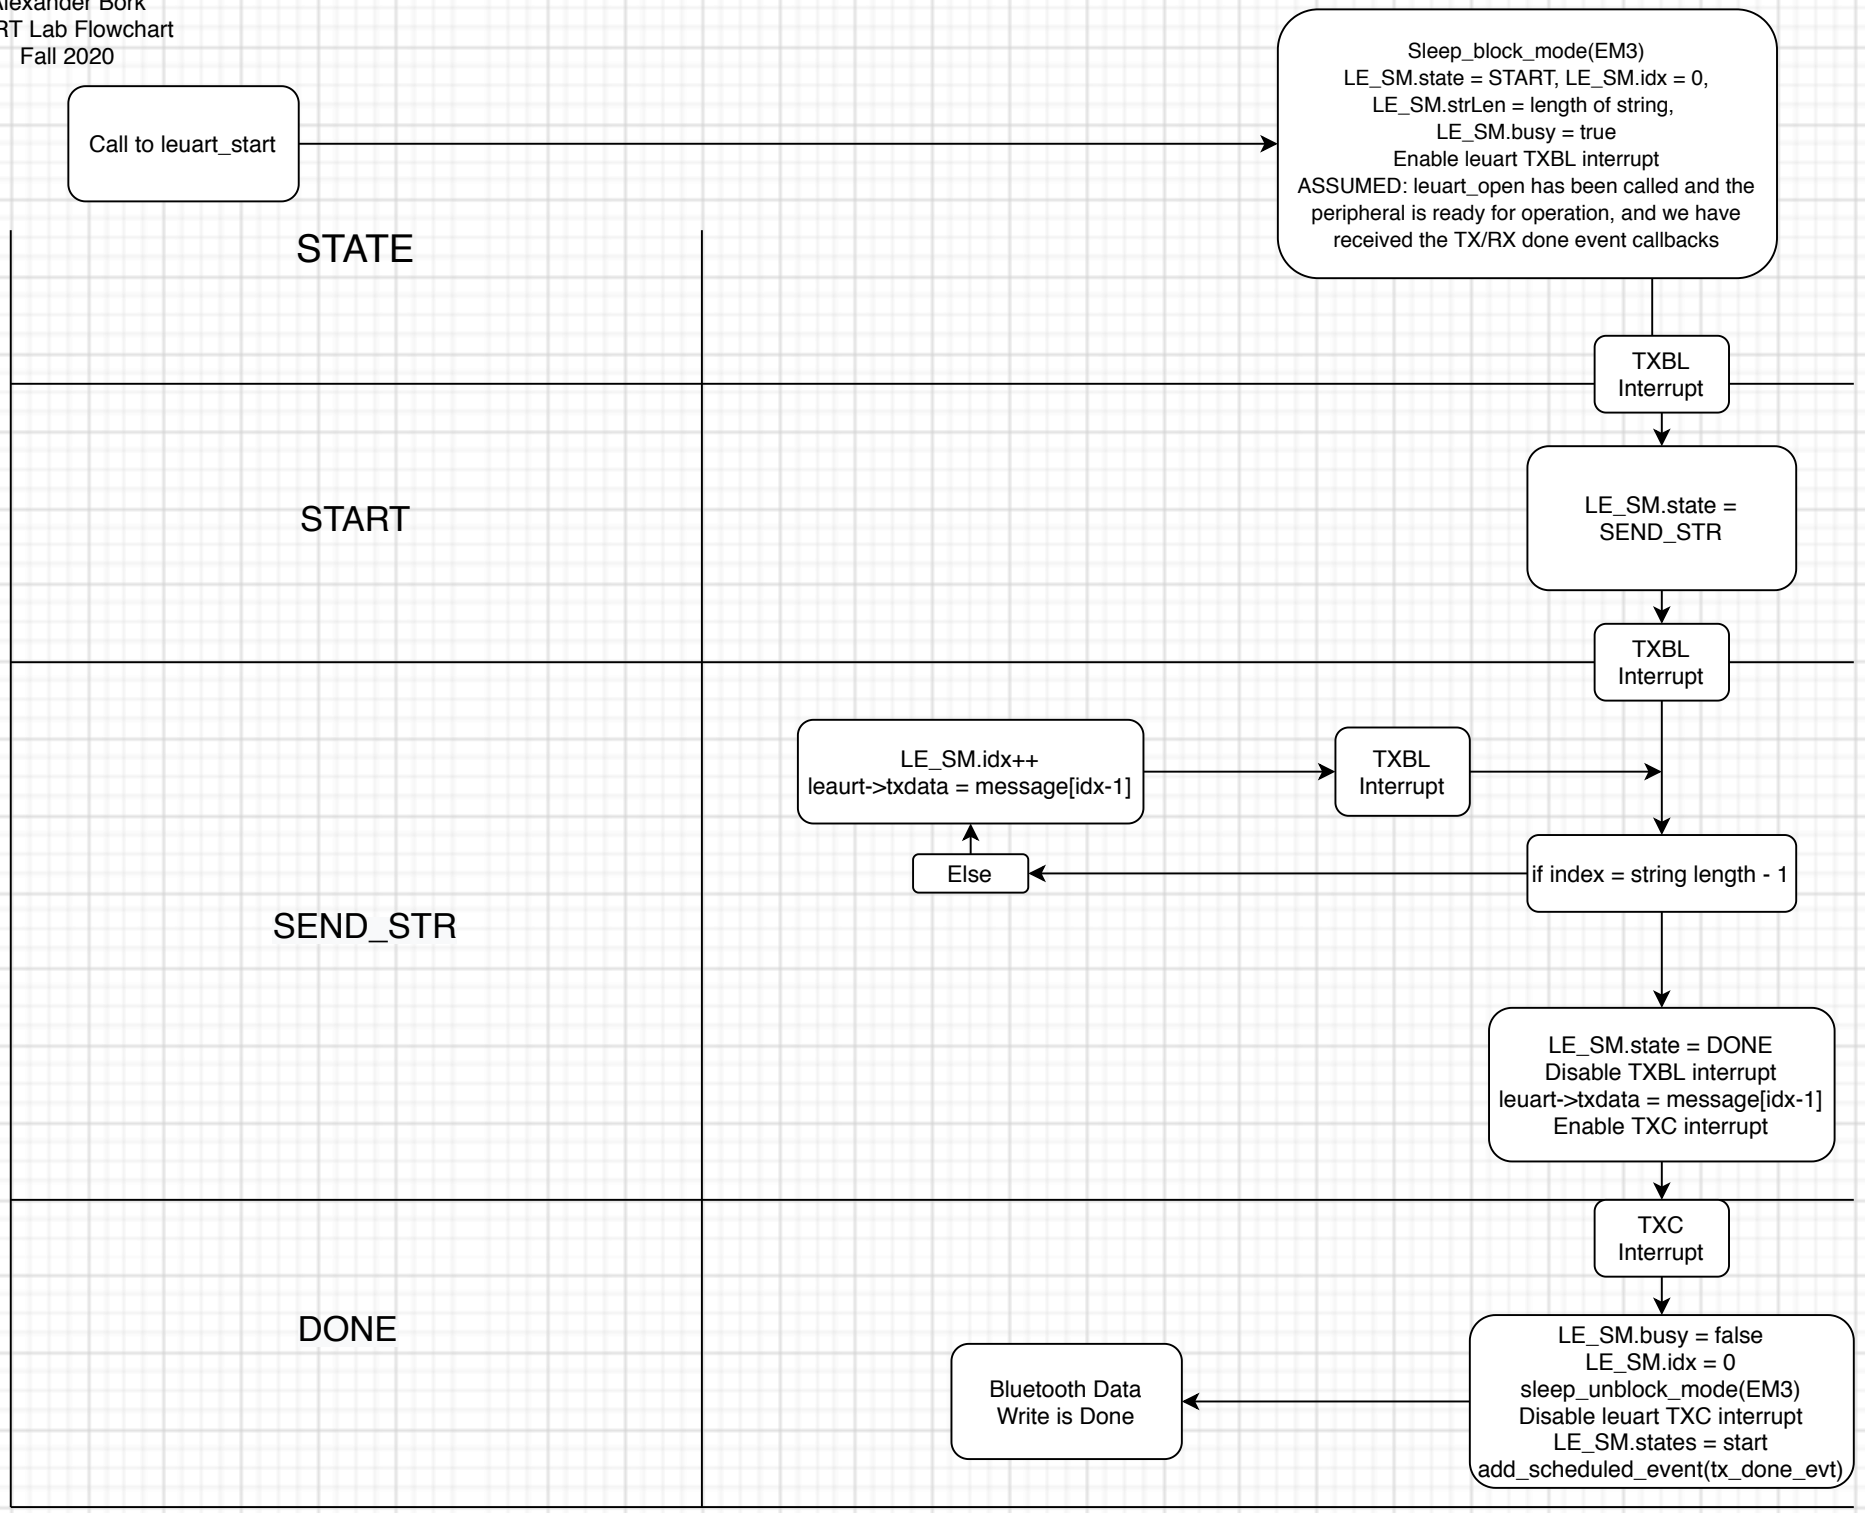 Alexander Bork
RT Lab Flowchart
Fall 2020
Call to leuart_start
Sleep_block_mode(EM3)
LE_SM.state = START, LE_SM.idx = 0,
LE_SM.strLen = length of string,
LE_SM.busy = true
Enable leuart TXBL interrupt
ASSUMED: leuart_open has been called and the
peripheral is ready for operation, and we have
received the TX/RX done event callbacks
STATE
TXBL
Interrupt
START
LE_SM.state =
SEND_STR
TXBL
Interrupt
LE_SM.idx++
leaurt->txdata = message[idx-1]
TXBL
Interrupt
Else
if index = string length - 1
SEND_STR
LE_SM.state = DONE
Disable TXBL interrupt
leuart->txdata = message[idx-1]
Enable TXC interrupt
TXC
Interrupt
DONE
LE_SM.busy = false
LE_SM.idx = 0
sleep_unblock_mode(EM3)
Disable leuart TXC interrupt
LE_SM.states = start
add_scheduled_event(tx_done_evt)
Bluetooth Data
Write is Done